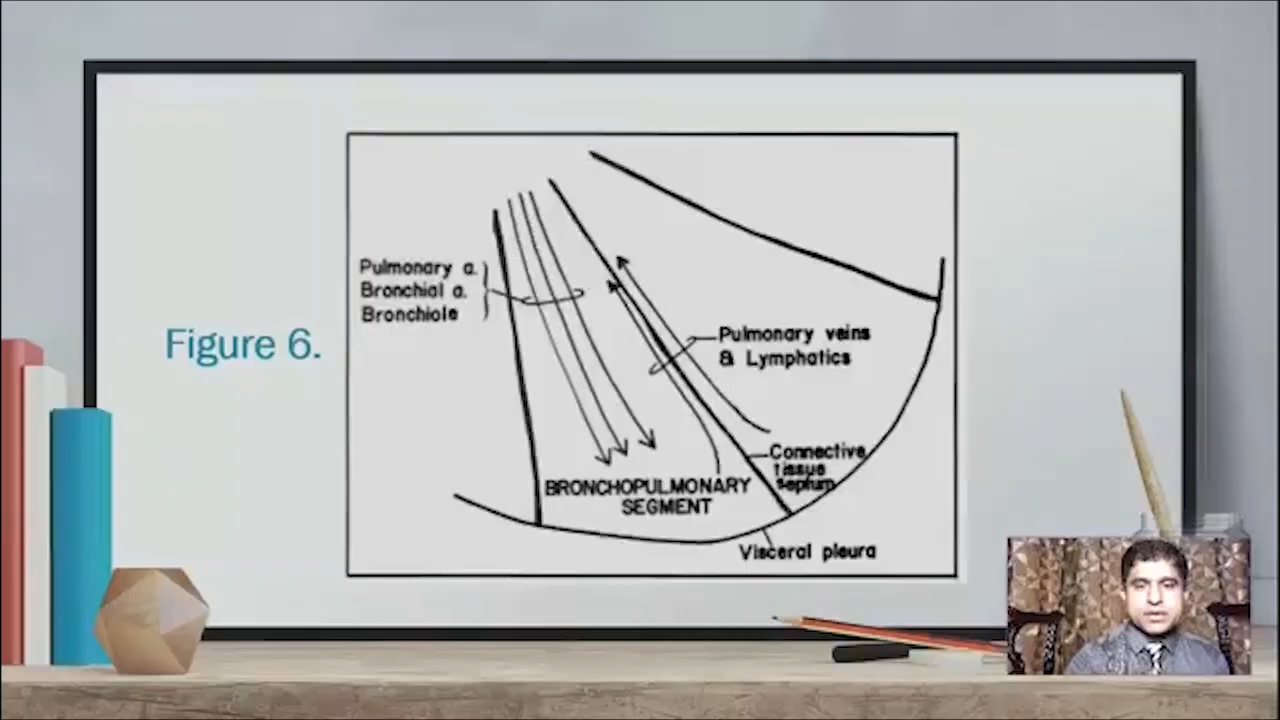 Figure 6.
Pulmonary a.
Bronchial a.
Bronchiole
Pulmonary veins
& Lymphatics
Connective
tissue
septum
BRONCHOPULMONARY
SEGMENT
Visceral pleura